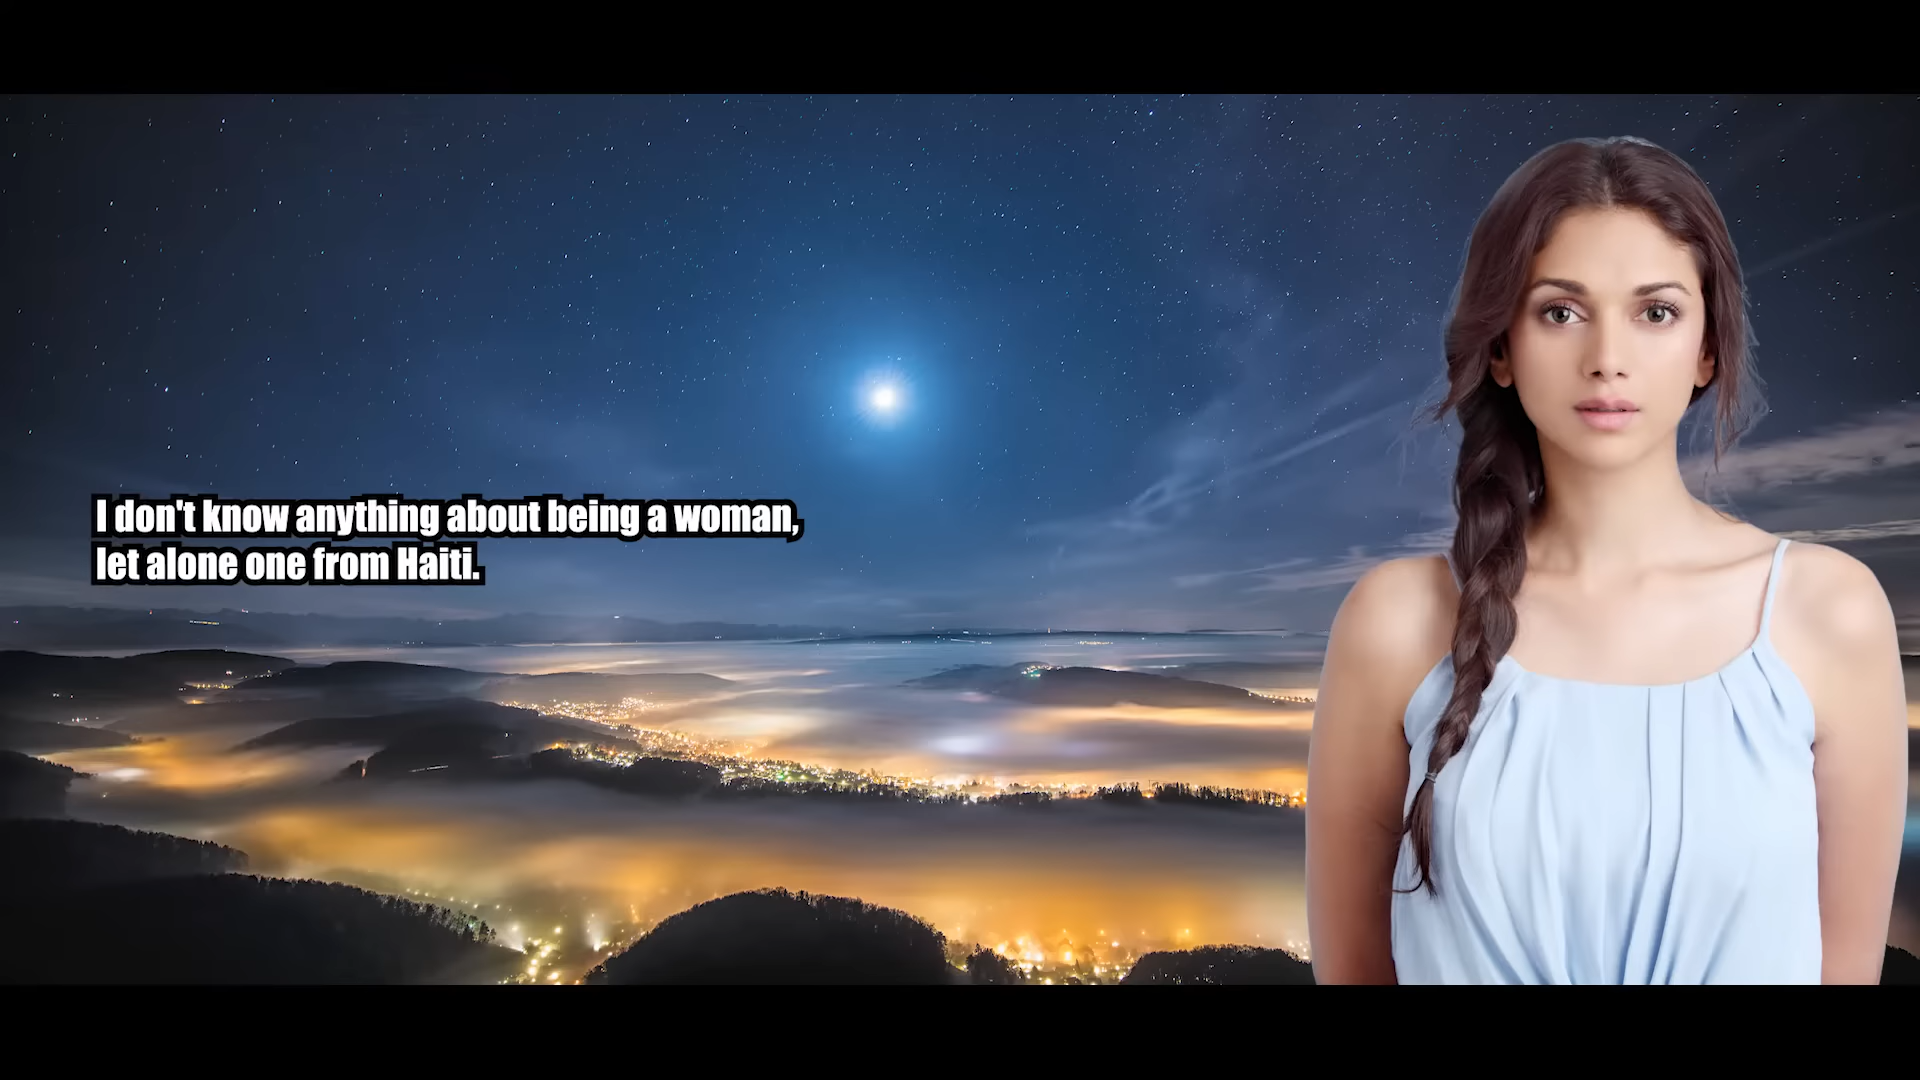 I don't know anything about being a woman,
let alone one from Haiti.